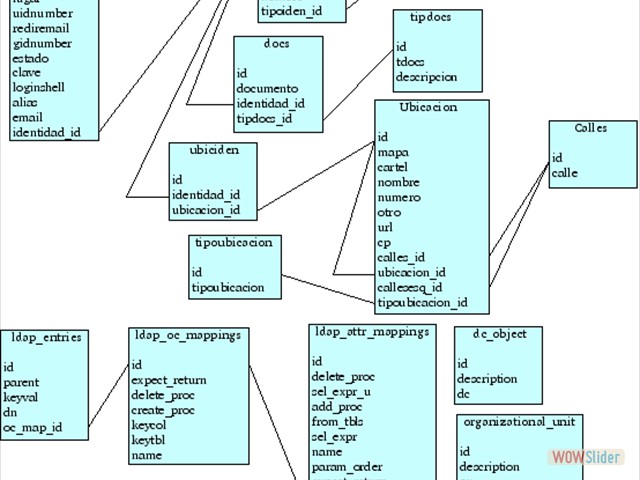 lugar
uidnumber
rediremail
gidnumber
estado
clave
loginshell
alias
email
identidad_id
tipoiden_id
docs
id
documento
identidad_id
tipdocs_id
tipdocs
id
tdocs
descripcion
ubiciden
id
identidad_id
ubicacion_id
Ubicacion
id
mapa
cartel
nombre
numero
otro
url
cp
calles_id
ubicacion_id
callesesq_id
tipoubicacion_id
Calles
id
calle
tipoubicacion
id
tipoubicacion
ldap_entries
id
parent
keyval
dn
oc_map_id
ldap_oc_mappings
id
expect_return
delete_proc
create_proc
keycol
keytbl
name
ldap_attr_mappings
id
delete_proc
sel_expr_u
add_proc
from_tbls
sel_expr
name
param_order
dc_object
id
description
dc
organizational_unit
id
description
WOWSlider